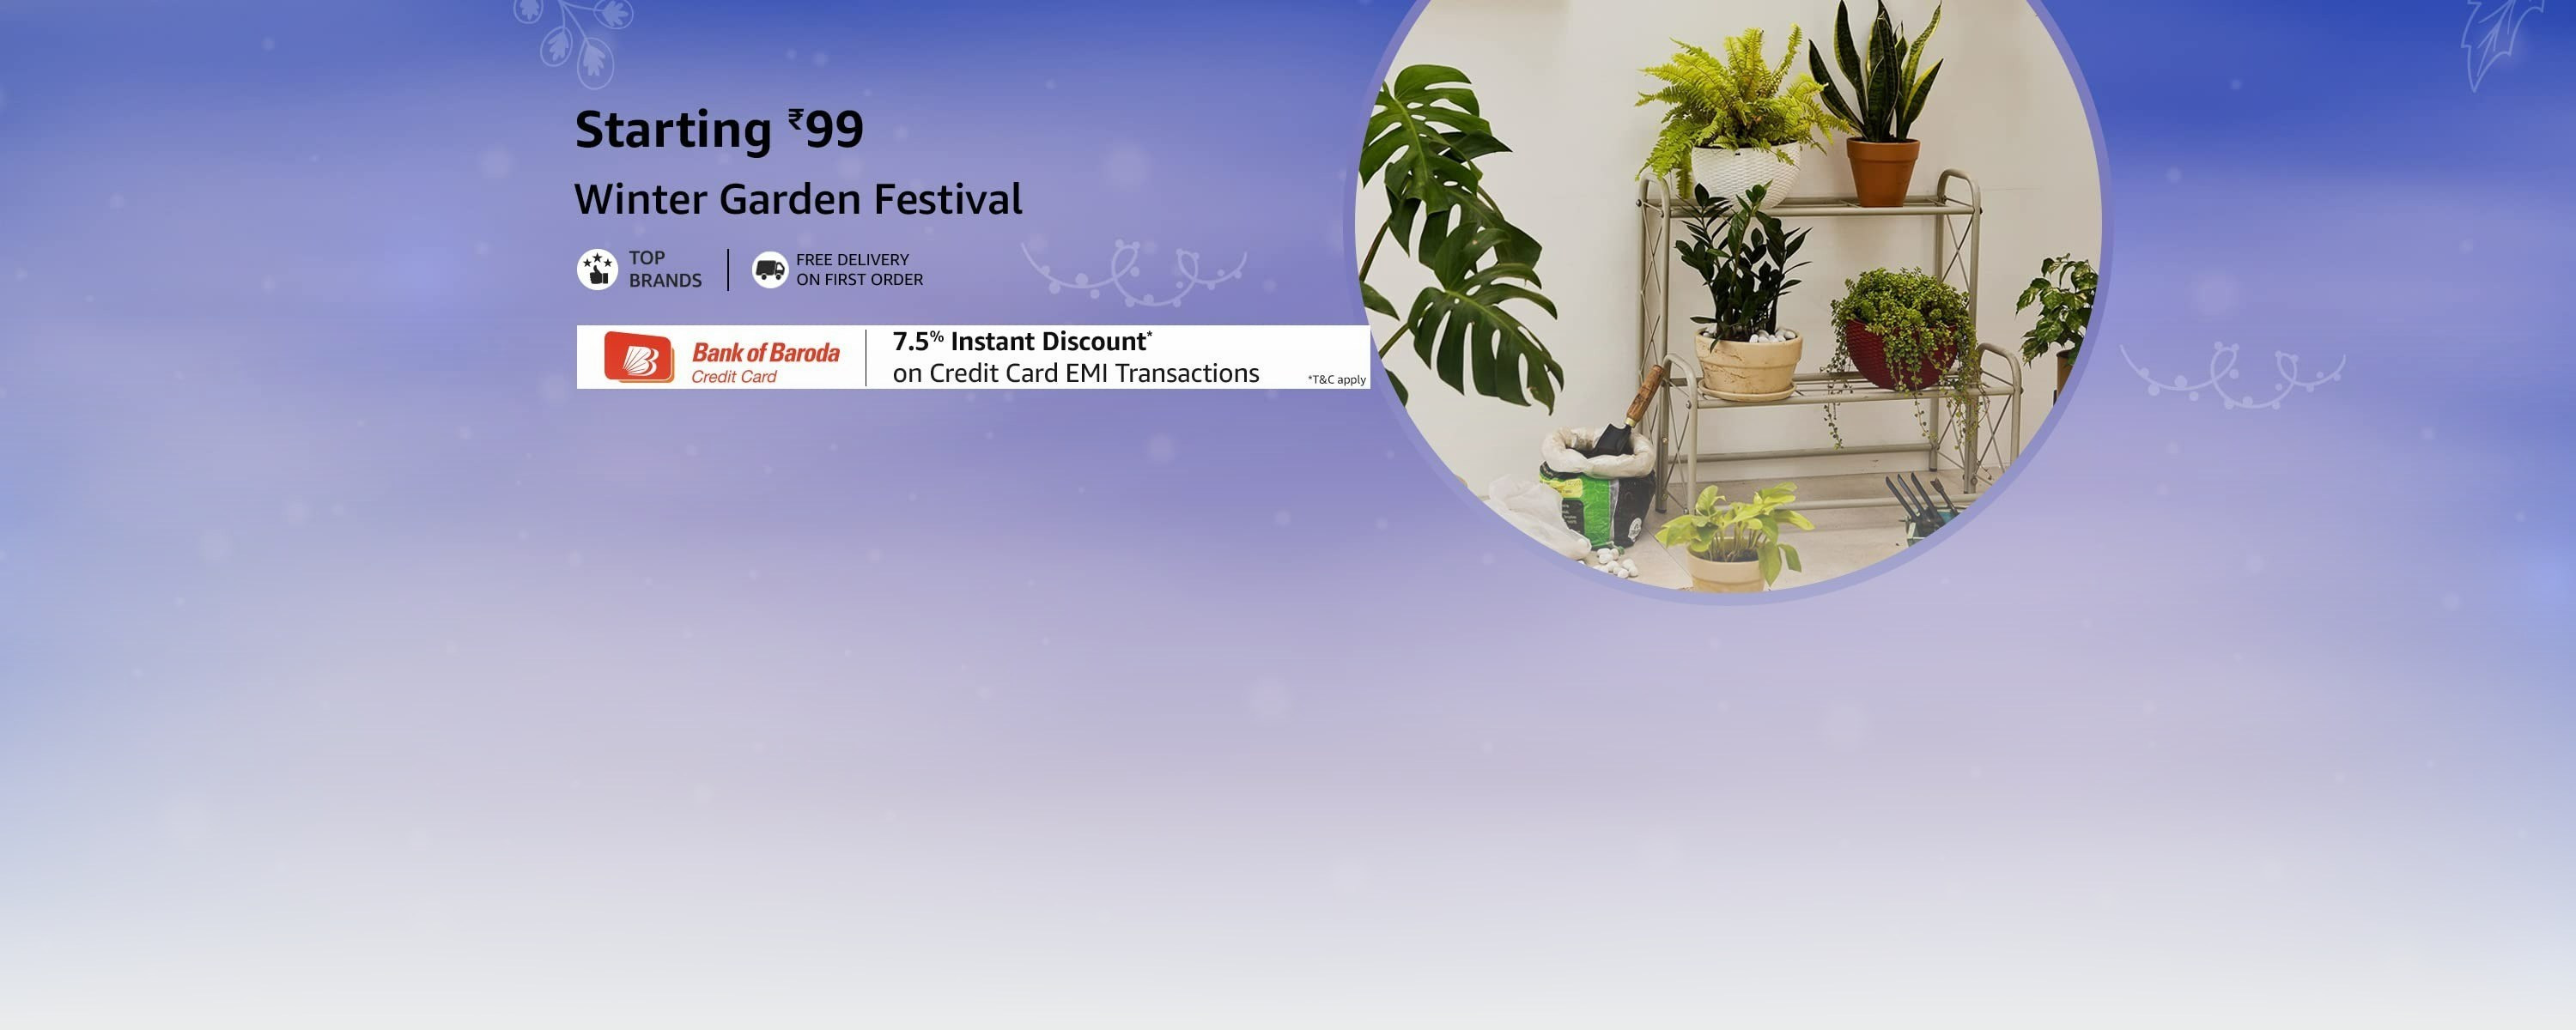 Starting ₹99
Winter Garden Festival
TOP
BRANDS
FREE DELIVERY
ON FIRST ORDER
Bank of Baroda
Credit Card
7.5% Instant Discount*
on Credit Card EMI Transactions
*T&C apply